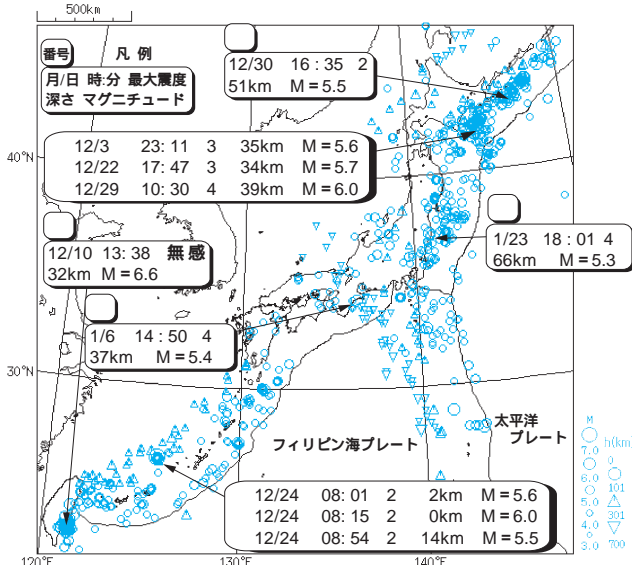 500km
番号 凡 例
月/日 時:分 最大震度
深さ マグニチュード
12/30 16:35 2
51km M=5.5
12/3 23:11 3 35km M=5.6
12/22 17:47 3 34km M=5.7
12/29 10:30 4 39km M=6.0
40°N
12/10 13:38 無感
32km M=6.6
1/23 18:01 4
66km M=5.3
1/6 14:50 4
37km M=5.4
30°N
太平洋
プレート
フィリピン海プレート
12/24 08:01 2 2km M=5.6
12/24 08:15 2 0km M=6.0
12/24 08:54 2 14km M=5.5
M
7.0
6.0
5.0
4.0
3.0
h(km)
0
101
301
700
120°E
130°E
140°E